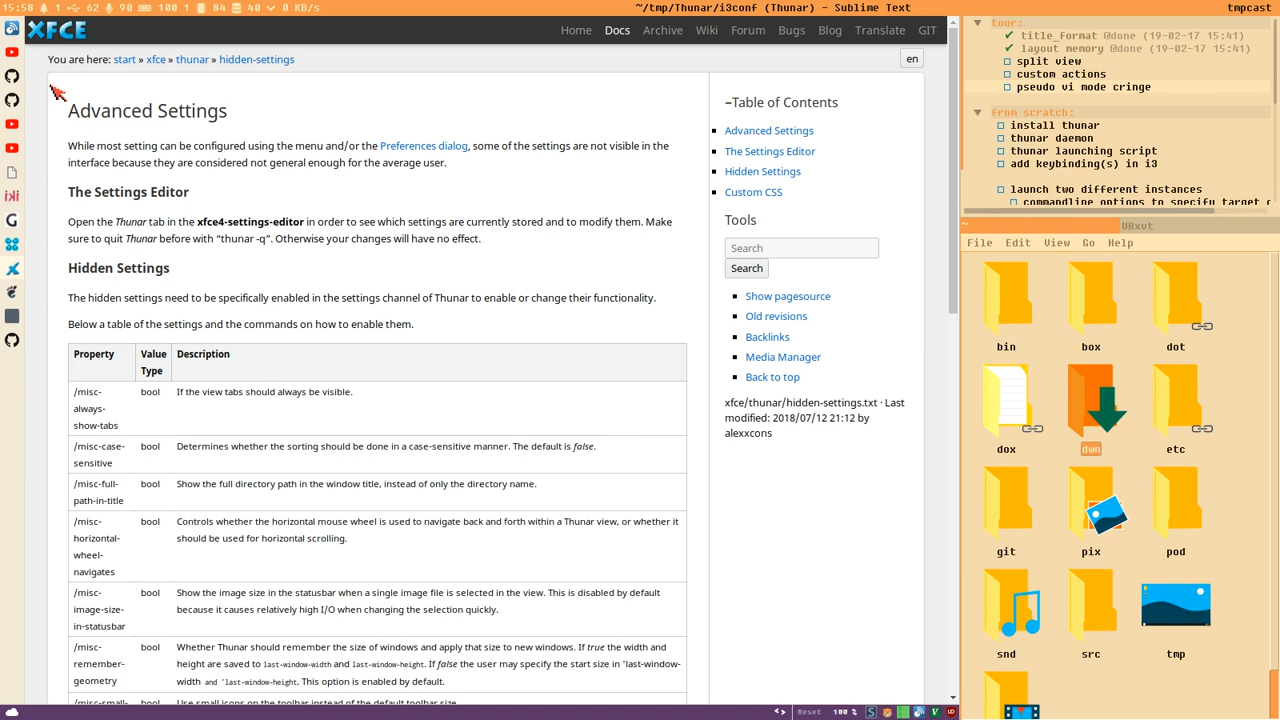 15:58 1 62 90 100 1 84 40 0 KB/s
~/tmp/Thunar/i3conf (Thunar) - Sublime Text
tmpcast
XFCE
Home Docs Archive Wiki Forum Bugs Blog Translate GIT
You are here: start » xfce » thunar » hidden-settings
en
Advanced Settings
While most setting can be configured using the menu and/or the Preferences dialog, some of the settings are not visible in the
interface because they are considered not general enough for the average user.
The Settings Editor
Open the Thunar tab in the xfce4-settings-editor in order to see which settings are currently stored and to modify them. Make
sure to quit Thunar before with “thunar -q”. Otherwise your changes will have no effect.
Hidden Settings
The hidden settings need to be specifically enabled in the settings channel of Thunar to enable or change their functionality.
Below a table of the settings and the commands on how to enable them.
Property
Value
Type
Description
/misc-
always-
show-tabs
bool
If the view tabs should always be visible.
/misc-case-
sensitive
bool
Determines whether the sorting should be done in a case-sensitive manner. The default is false.
/misc-full-
path-in-title
bool
Show the full directory path in the window title, instead of only the directory name.
/misc-
horizontal-
wheel-
navigates
bool
Controls whether the horizontal mouse wheel is used to navigate back and forth within a Thunar view, or whether it
should be used for horizontal scrolling.
/misc-
image-size-
in-statusbar
bool
Show the image size in the statusbar when a single image file is selected in the view. This is disabled by default
because it causes relatively high I/O when changing the selection quickly.
/misc-
remember-
geometry
bool
Whether Thunar should remember the size of windows and apply that size to new windows. If true the width and
height are saved to last-window-width and last-window-height. If false the user may specify the start size in 'last-window-
width and 'last-window-height. This option is enabled by default.
/misc-small-
bool
Use small icons on the toolbar instead of the default toolbar size.
–Table of Contents
Advanced Settings
The Settings Editor
Hidden Settings
Custom CSS
Tools
Search
Search
Show pagesource
Old revisions
Backlinks
Media Manager
Back to top
xfce/thunar/hidden-settings.txt · Last
modified: 2018/07/12 21:12 by
alexxcons
tour:
✔ title_format @done (19-02-17 15:41)
✔ layout memory @done (19-02-17 15:41)
split view
custom actions
pseudo vi mode cringe
From scratch:
install thunar
thunar daemon
thunar launching script
add keybinding(s) in i3
launch two different instances
commandline options to specify target
~
URxvt
File Edit View Go Help
bin box dot
dox dwn etc
git pix pod
snd src tmp
Reset 100 %